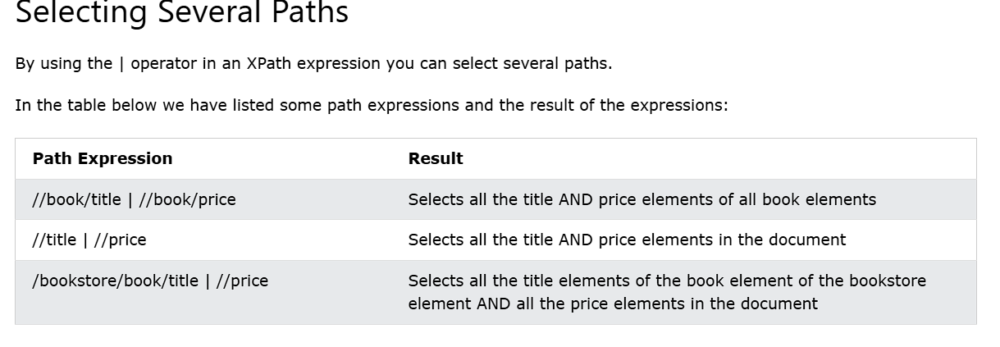 Selecting Several Paths
By using the | operator in an XPath expression you can select several paths.
In the table below we have listed some path expressions and the result of the expressions:
Path Expression Result
//book/title | //book/price Selects all the title AND price elements of all book elements
//title | //price Selects all the title AND price elements in the document
/bookstore/book/title | //price Selects all the title elements of the book element of the bookstore
element AND all the price elements in the document